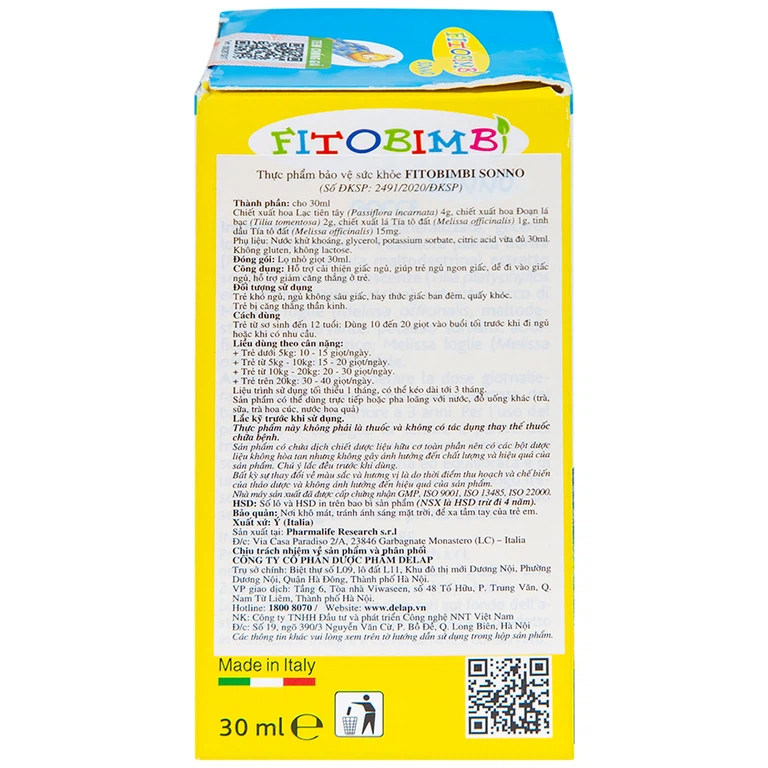 FITOBIMBI
FITOBIMBI
Thực phẩm bảo vệ sức khỏe FITOBIMBI SONNO
(Số ĐKSP: 2491/2020/ĐKSP)
Thành phần: cho 30ml
Chiết xuất hoa Lạc tiên tây (Passiflora incarnata) 4g, chiết xuất hoa Đoạn lá
bạc (Tilia tomentosa) 2g, chiết xuất lá Tía tô đất (Melissa officinalis) 1g, tinh
dầu Tía tô đất (Melissa officinalis) 15mg.
Phụ liệu: Nước khử khoáng, glycerol, potassium sorbate, citric acid vừa đủ 30ml.
Không gluten, không lactose.
Đóng gói: Lọ nhỏ giọt 30ml.
Công dụng: Hỗ trợ cải thiện giấc ngủ, giúp trẻ ngủ ngon giấc, dễ đi vào giấc
ngủ, hỗ trợ giảm căng thẳng ở trẻ.
Đối tượng sử dụng
Trẻ khó ngủ, ngủ không sâu giấc, hay thức giấc ban đêm, quấy khóc.
Trẻ bị căng thẳng thần kinh.
Cách dùng
Trẻ từ sơ sinh đến 12 tuổi: Dùng 10 đến 20 giọt vào buổi tối trước khi đi ngủ
hoặc khi có nhu cầu.
Liều dùng theo cân nặng:
+ Trẻ dưới 5kg: 10 - 15 giọt/ngày.
+ Trẻ từ 5kg - 10kg: 15 - 20 giọt/ngày.
+ Trẻ từ 10kg - 20kg: 20 - 30 giọt/ngày.
+ Trẻ trên 20kg: 30 - 40 giọt/ngày.
Liệu trình sử dụng tối thiểu 1 tháng, có thể kéo dài tới 3 tháng.
Sản phẩm có thể dùng trực tiếp hoặc pha loãng với nước, đồ uống khác (trà,
sữa, trà hoa cúc, nước hoa quả)
Lắc kỹ trước khi sử dụng.
Thực phẩm này không phải là thuốc và không có tác dụng thay thế thuốc
chữa bệnh.
Sản phẩm có chứa dịch chiết dược liệu hữu cơ toàn phần nên có các bột dược
liệu không hòa tan nhưng không gây ảnh hưởng đến chất lượng và hiệu quả của
sản phẩm. Chú ý lắc đều trước khi dùng.
Bất kỳ sự thay đổi về màu sắc và hương vị là do thời điểm thu hoạch và chế biến
của thảo dược và không ảnh hưởng đến hiệu quả của sản phẩm.
Nhà máy sản xuất đã được cấp chứng nhận GMP, ISO 9001, ISO 13485, ISO 22000.
HSD: Số lô và HSD in trên bao bì sản phẩm (NSX là HSD trừ đi 4 năm).
Bảo quản: Nơi khô mát, tránh ánh sáng mặt trời, để xa tầm tay của trẻ em.
Xuất xứ: Ý (Italia)
Sản xuất tại: Pharmalife Research s.r.l
Đ/c: Via Casa Paradiso 2/A, 23846 Garbagnate Monastero (LC) – Italia
Chịu trách nhiệm về sản phẩm và phân phối
CÔNG TY CỔ PHẦN DƯỢC PHẨM DELAP
Trụ sở chính: Biệt thự số L09, lô đất L11, Khu đô thị mới Dương Nội, Phường
Dương Nội, Quận Hà Đông, Thành phố Hà Nội.
VP giao dịch: Tầng 6, Tòa nhà Viwaseen, số 48 Tố Hữu, P. Trung Văn, Q.
Nam Từ Liêm, Thành phố Hà Nội.
Hotline: 1800 8070 / Website: www.delap.vn
NK: Công ty TNHH Đầu tư và phát triển Công nghệ NNT Việt Nam
Đ/c: Số 19, ngõ 390/3 Nguyễn Văn Cừ, P. Bồ Đề, Q. Long Biên, Hà Nội
Các thông tin khác vui lòng xem trên tờ hướng dẫn sử dụng trong hộp sản phẩm.
Made in Italy
30 ml ℮